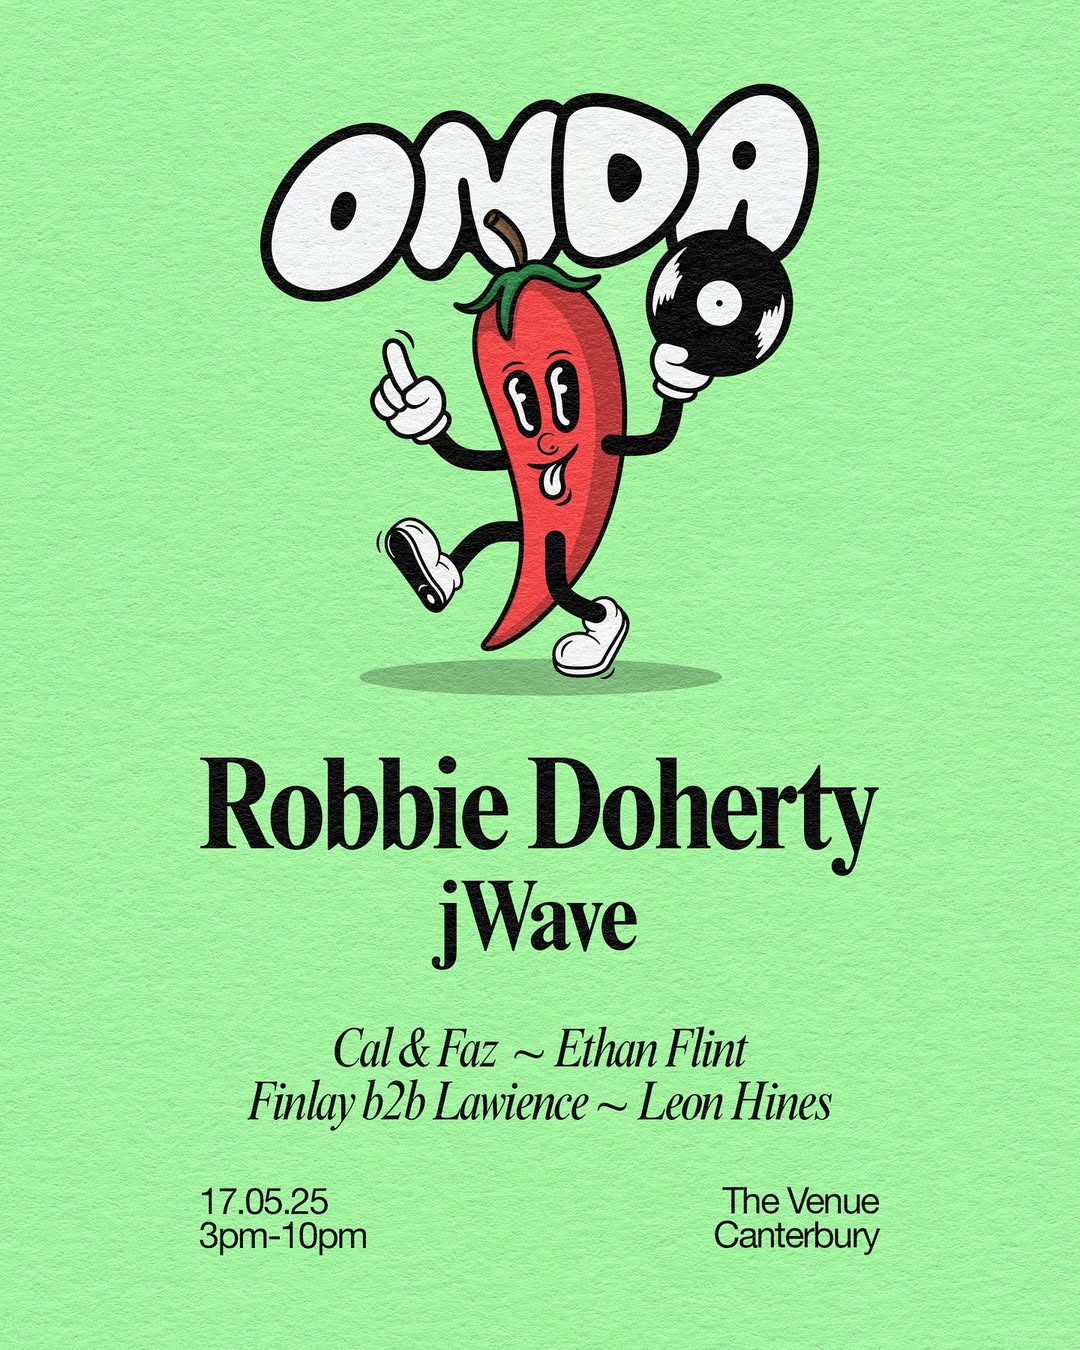 ONDA
Robbie Doherty
jWave
Cal & Faz ~ Ethan Flint
Finlay b2b Lawience ~ Leon Hines
17.05.25
3pm-10pm
The Venue
Canterbury